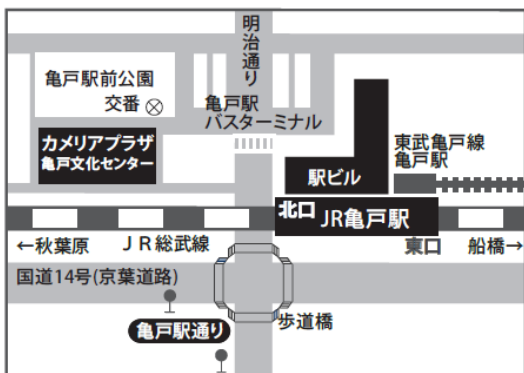 明治通り
亀戸駅前公園
交番
亀戸駅
バスターミナル
カメリアプラザ
亀戸文化センター
東武亀戸線
亀戸駅
駅ビル
北口
JR亀戸駅
←秋葉原
JR総武線
東口
船橋→
国道14号(京葉道路)
亀戸駅通り
歩道橋